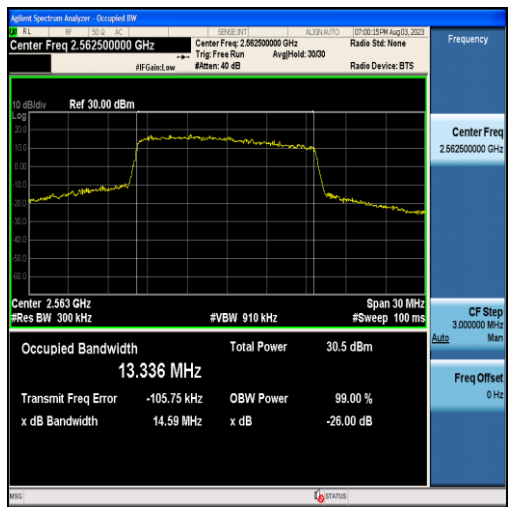 Agilent Spectrum Analyzer - Occupied BW
RL RF 50 Ω AC SENSE:INT ALIGN AUTO 07:00:15 PM Aug 03, 2023
Center Freq 2.562500000 GHz
Center Freq: 2.562500000 GHz
Radio Std: None
Trig: Free Run Avg|Hold: 30/30
#IFGain:Low #Atten: 40 dB Radio Device: BTS
Frequency
10 dB/div Ref 30.00 dBm
Log
20.0
10.0
0.00
-10.0
-20.0
-30.0
-40.0
-50.0
-60.0
Center Freq
2.562500000 GHz
Center 2.563 GHz Span 30 MHz
#Res BW 300 kHz #VBW 910 kHz #Sweep 100 ms
CF Step
3.000000 MHz
Auto Man
Occupied Bandwidth Total Power 30.5 dBm
13.336 MHz
Transmit Freq Error -105.75 kHz OBW Power 99.00 %
x dB Bandwidth 14.59 MHz x dB -26.00 dB
Freq Offset
0 Hz
MSG STATUS